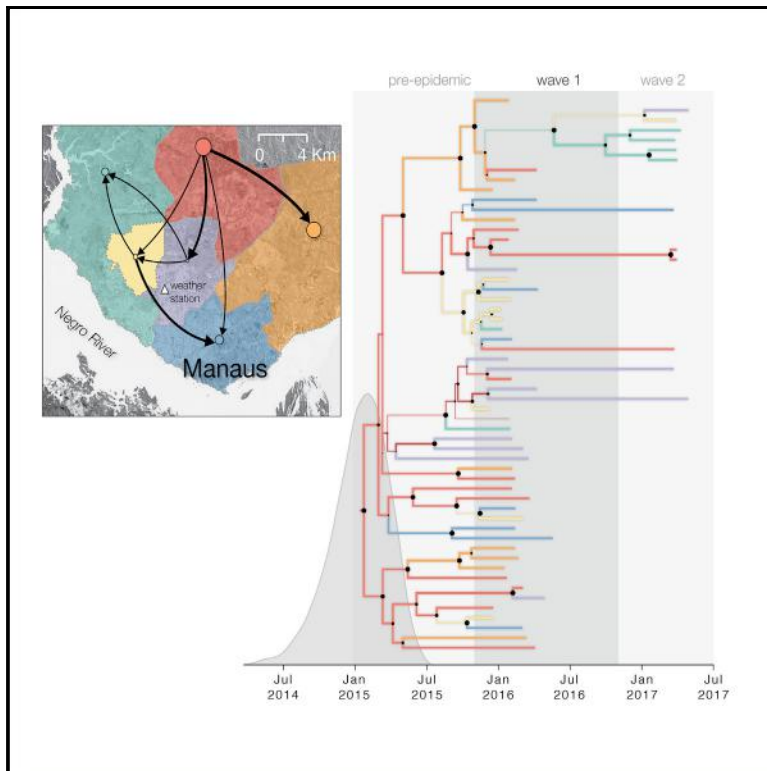 pre-epidemic wave 1 wave 2
0 4 Km
weather
station
Negro River
Manaus
Jul Jan Jul Jan Jul Jan Jul
2014 2015 2015 2016 2016 2017 2017